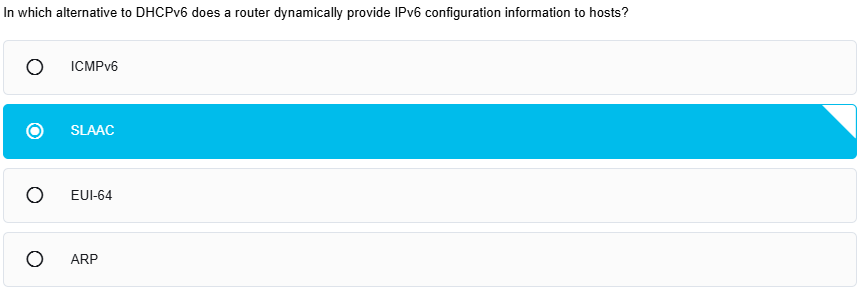 In which alternative to DHCPv6 does a router dynamically provide IPv6 configuration information to hosts?
ICMPv6
SLAAC
EUI-64
ARP